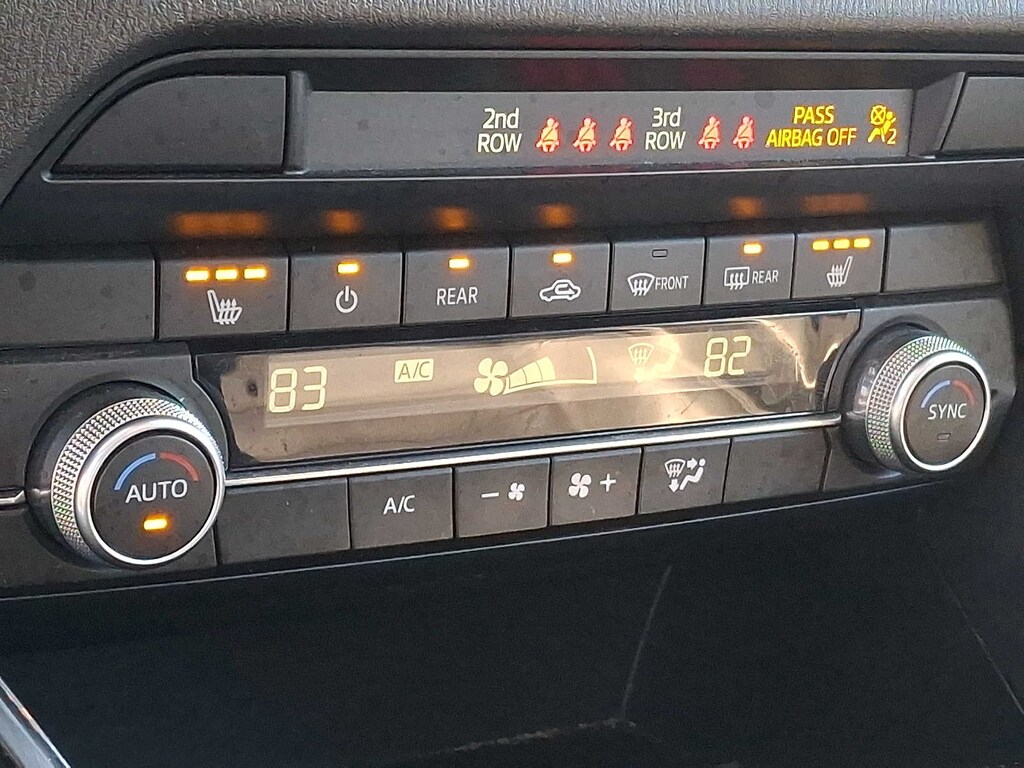 2nd ROW
3rd ROW
PASS AIRBAG OFF
2
REAR
FRONT
REAR
83
A/C
82
AUTO
SYNC
A/C
−
+